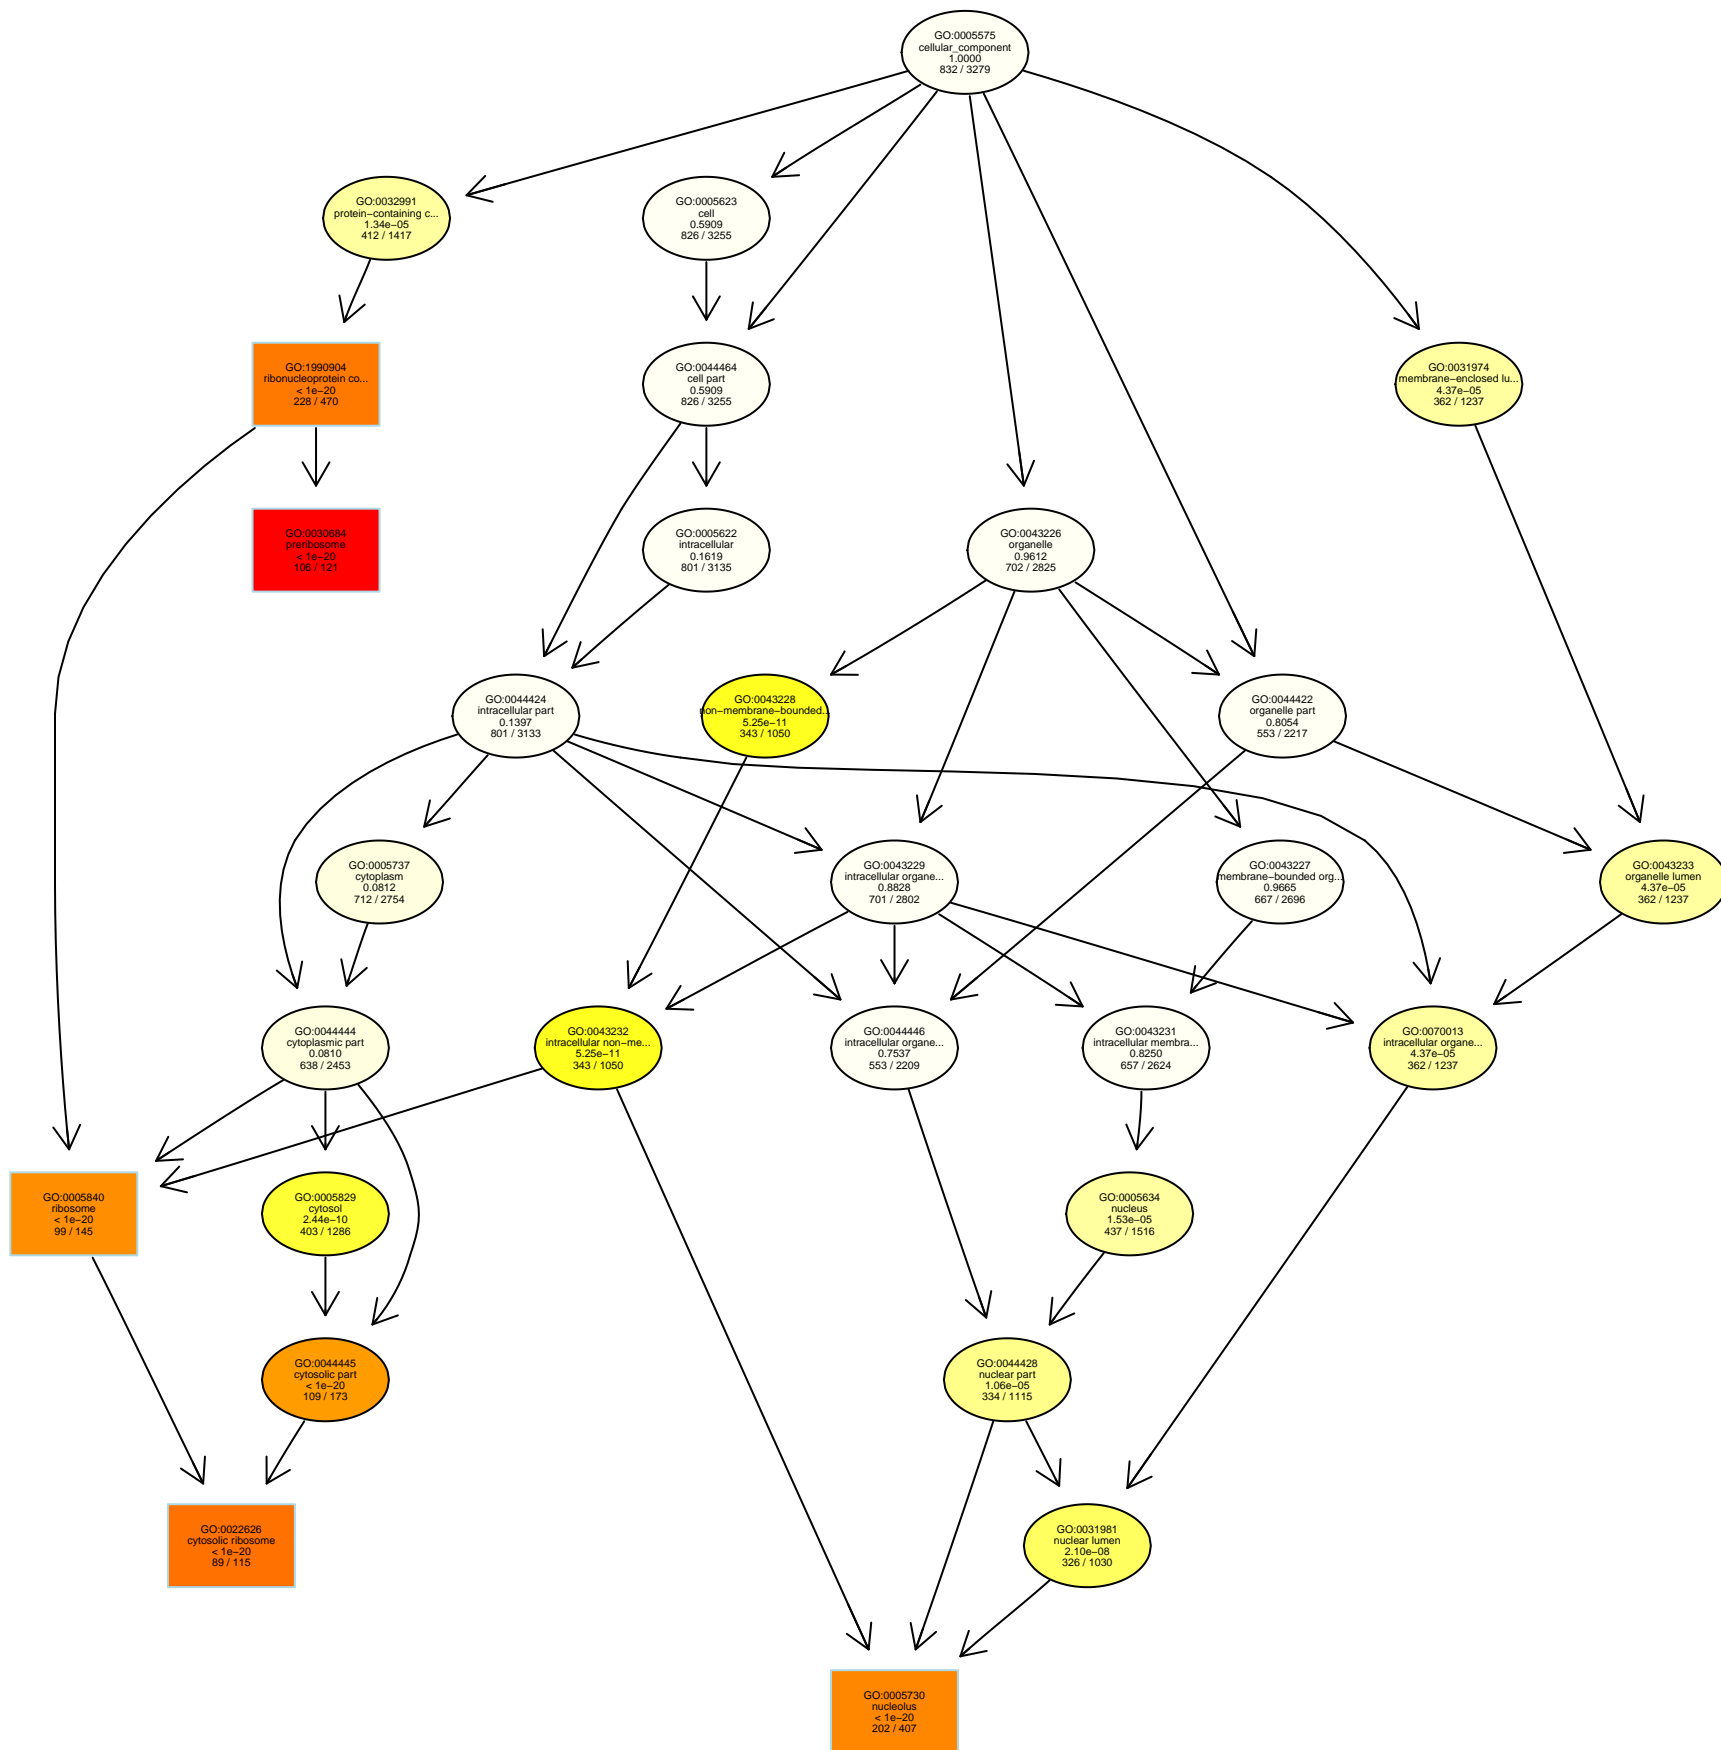 GO:0005575
cellular_component
1.0000
832 / 3279
GO:0032991
protein−containing c...
1.34e−05
412 / 1417
GO:0005623
cell
0.5909
826 / 3255
GO:1990904
ribonucleoprotein co...
< 1e−20
228 / 470
GO:0044464
cell part
0.5909
826 / 3255
GO:0031974
membrane−enclosed lu...
4.37e−05
362 / 1237
GO:0030684
preribosome
< 1e−20
106 / 121
GO:0005622
intracellular
0.1619
801 / 3135
GO:0043226
organelle
0.9612
702 / 2825
GO:0044424
intracellular part
0.1397
801 / 3133
GO:0043228
non−membrane−bounded...
5.25e−11
343 / 1050
GO:0044422
organelle part
0.8054
553 / 2217
GO:0005737
cytoplasm
0.0812
712 / 2754
GO:0043229
intracellular organe...
0.8828
701 / 2802
GO:0043227
membrane−bounded org...
0.9665
667 / 2696
GO:0043233
organelle lumen
4.37e−05
362 / 1237
GO:0044444
cytoplasmic part
0.0810
638 / 2453
GO:0043232
intracellular non−me...
5.25e−11
343 / 1050
GO:0044446
intracellular organe...
0.7537
553 / 2209
GO:0043231
intracellular membra...
0.8250
657 / 2624
GO:0070013
intracellular organe...
4.37e−05
362 / 1237
GO:0005840
ribosome
< 1e−20
99 / 145
GO:0005829
cytosol
2.44e−10
403 / 1286
GO:0005634
nucleus
1.53e−05
437 / 1516
GO:0044445
cytosolic part
< 1e−20
109 / 173
GO:0044428
nuclear part
1.06e−05
334 / 1115
GO:0022626
cytosolic ribosome
< 1e−20
89 / 115
GO:0031981
nuclear lumen
2.10e−08
326 / 1030
GO:0005730
nucleolus
< 1e−20
202 / 407